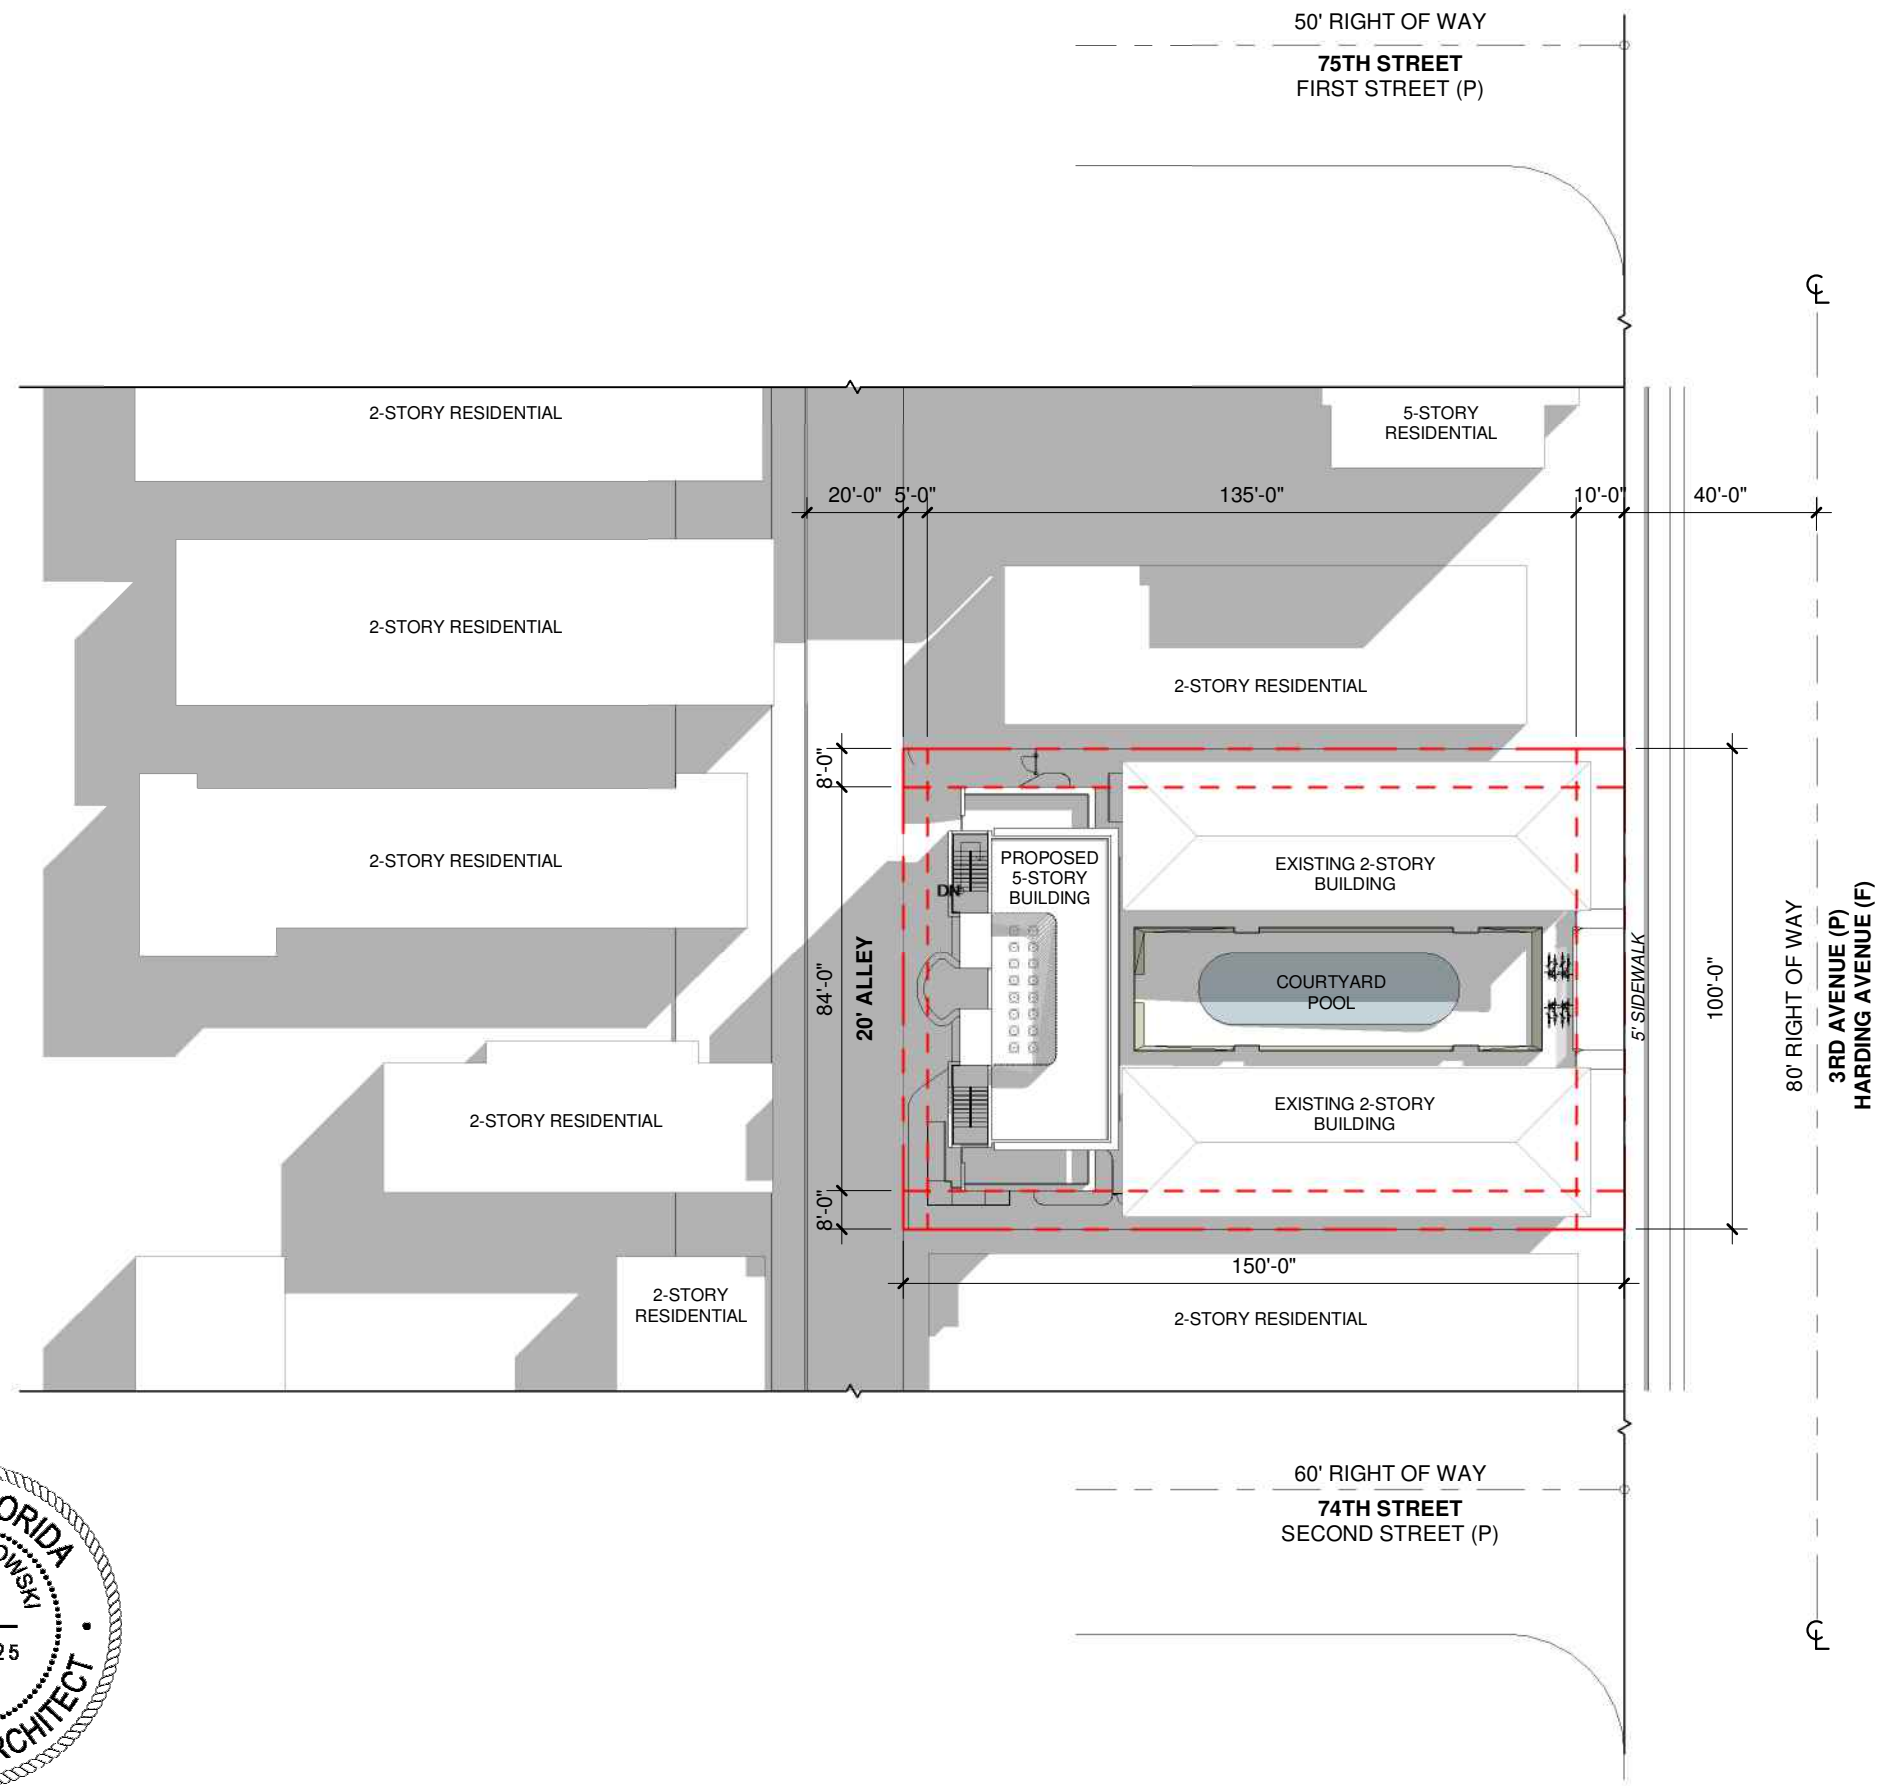 50' RIGHT OF WAY
75TH STREET
FIRST STREET (P)
℄
2-STORY RESIDENTIAL
5-STORY
RESIDENTIAL
20'-0"
5'-0"
135'-0"
10'-0"
40'-0"
2-STORY RESIDENTIAL
2-STORY RESIDENTIAL
8'-0"
2-STORY RESIDENTIAL
PROPOSED
5-STORY
BUILDING
DN
EXISTING 2-STORY
BUILDING
84'-0"
20' ALLEY
COURTYARD
POOL
5' SIDEWALK
100'-0"
80' RIGHT OF WAY
3RD AVENUE (P)
HARDING AVENUE (F)
2-STORY RESIDENTIAL
EXISTING 2-STORY
BUILDING
8'-0"
150'-0"
2-STORY
RESIDENTIAL
2-STORY RESIDENTIAL
60' RIGHT OF WAY
74TH STREET
SECOND STREET (P)
℄